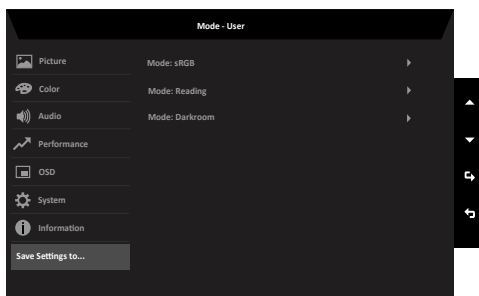 Mode - User
Picture
Color
Audio
Performance
OSD
System
Information
Save Settings to...
Mode: sRGB
Mode: Reading
Mode: Darkroom